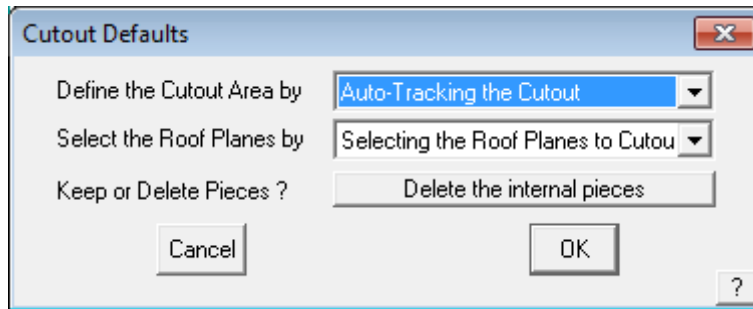 Cutout Defaults
Define the Cutout Area by Auto-Tracking the Cutout
Select the Roof Planes by Selecting the Roof Planes to Cutou
Keep or Delete Pieces ? Delete the internal pieces
Cancel OK
?